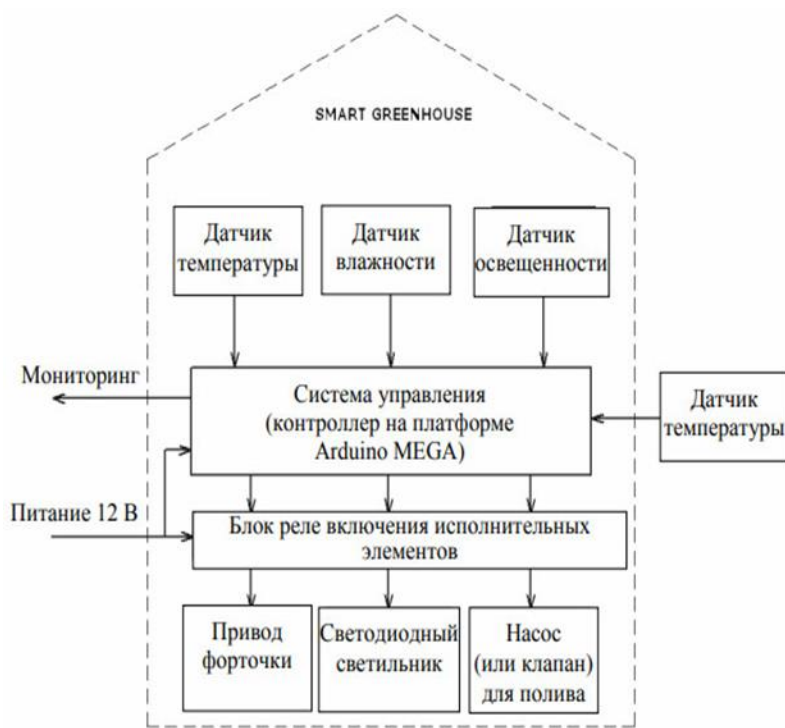 SMART GREENHOUSE
Датчик
температуры
Датчик
влажности
Датчик
освещенности
Мониторинг
Система управления
(контроллер на платформе
Arduino MEGA)
Датчик
температуры
Питание 12 В
Блок реле включения исполнительных
элементов
Привод
форточки
Светодиодный
светильник
Насос
(или клапан)
для полива